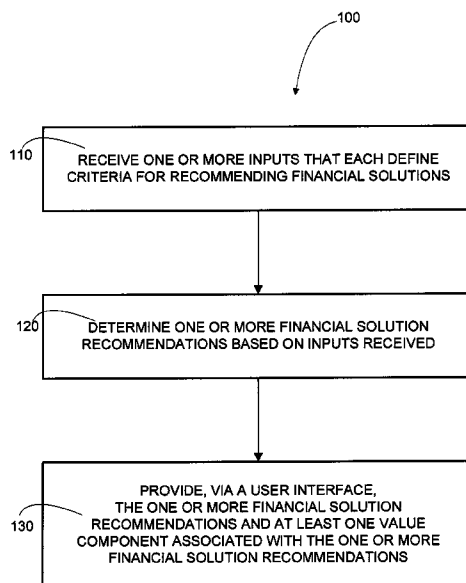 100
110
RECEIVE ONE OR MORE INPUTS THAT EACH DEFINE
CRITERIA FOR RECOMMENDING FINANCIAL SOLUTIONS
120
DETERMINE ONE OR MORE FINANCIAL SOLUTION
RECOMMENDATIONS BASED ON INPUTS RECEIVED
130
PROVIDE, VIA A USER INTERFACE,
THE ONE OR MORE FINANCIAL SOLUTION
RECOMMENDATIONS AND AT LEAST ONE VALUE
COMPONENT ASSOCIATED WITH THE ONE OR MORE
FINANCIAL SOLUTION RECOMMENDATIONS